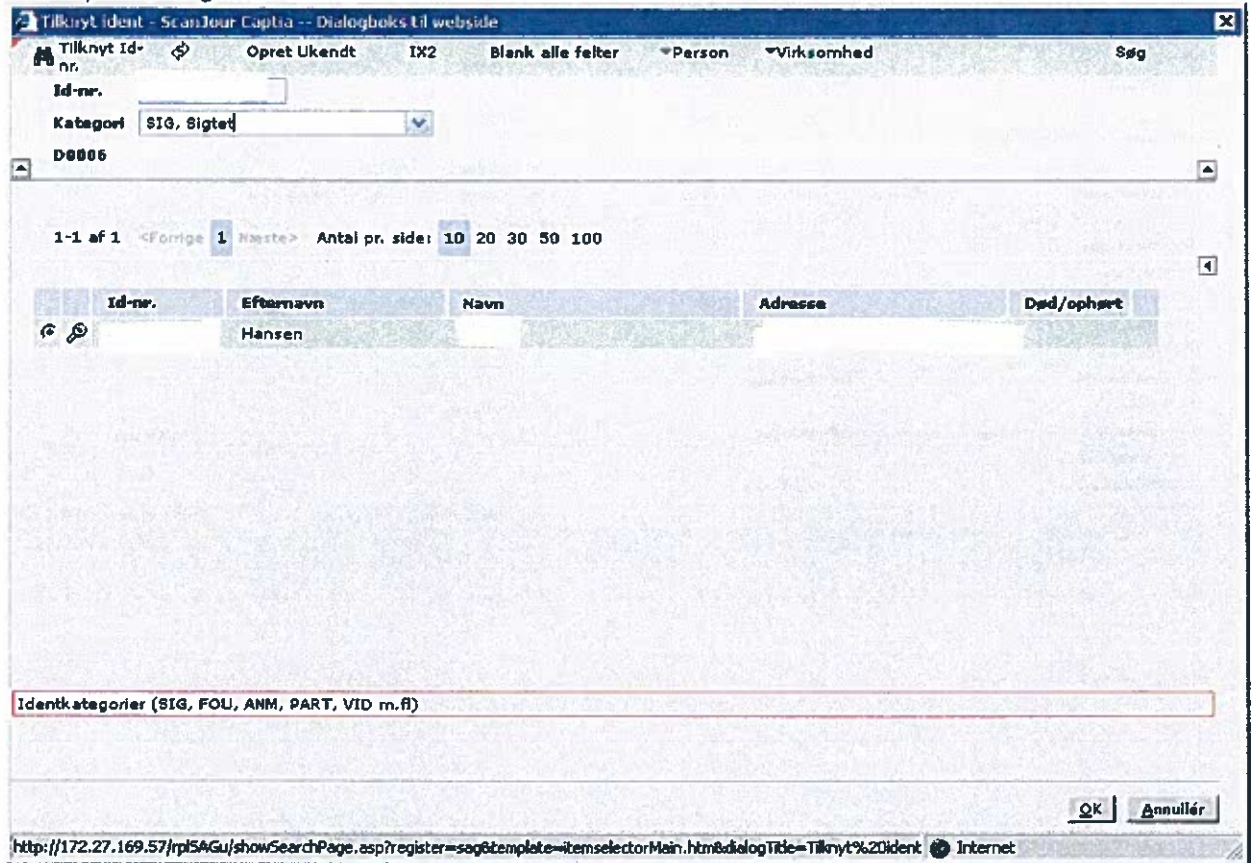 Tilknyt ident - ScanJour Captia -- Dialogboks til webside
Tilknyt Id-nr. Opret Ukendt IX2 Blank alle felter Person Virksomhed Søg
Id-nr.
Kategori SIG, Sigtet
D0006
1-1 af 1 <Forrige 1 Næste> Antal pr. side: 10 20 30 50 100
Id-nr. Efternavn Navn Adresse Død/ophørt
Hansen
Identkategorier (SIG, FOU, ANM, PART, VID m.fl)
OK Annullér
http://172.27.169.57/rplSAGu/showSearchPage.asp?register=sag&template=itemselectorMain.htm&dialogTitle=Tilknyt%20ident Internet